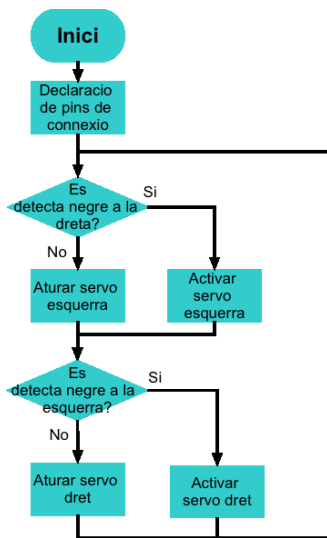 Inici
Declaracio
de pins de
connexio
Es
detecta negre a la
dreta?
Si
No
Aturar servo
esquerra
Activar
servo
esquerra
Es
detecta negre a la
esquerra?
Si
No
Aturar servo
dret
Activar
servo dret